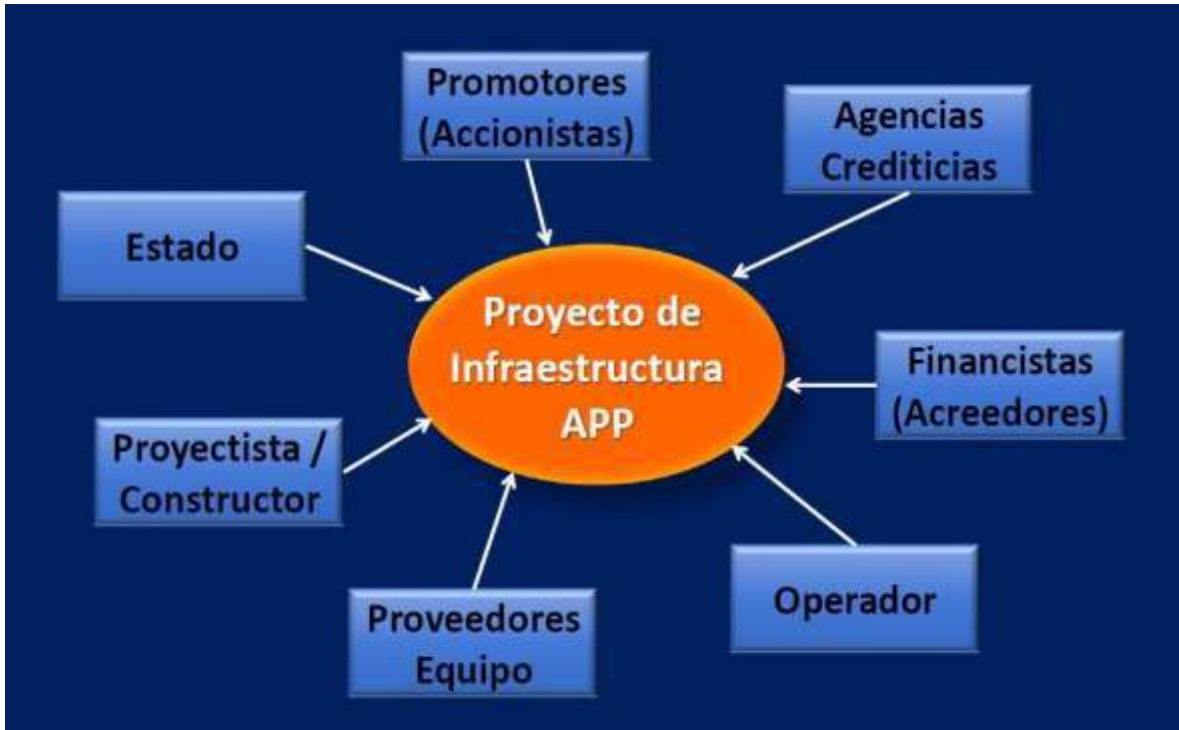 Promotores
(Accionistas)
Agencias
Crediticias
Estado
Proyecto de
Infraestructura
APP
Financistas
(Acreedores)
Proyectista /
Constructor
Operador
Proveedores
Equipo